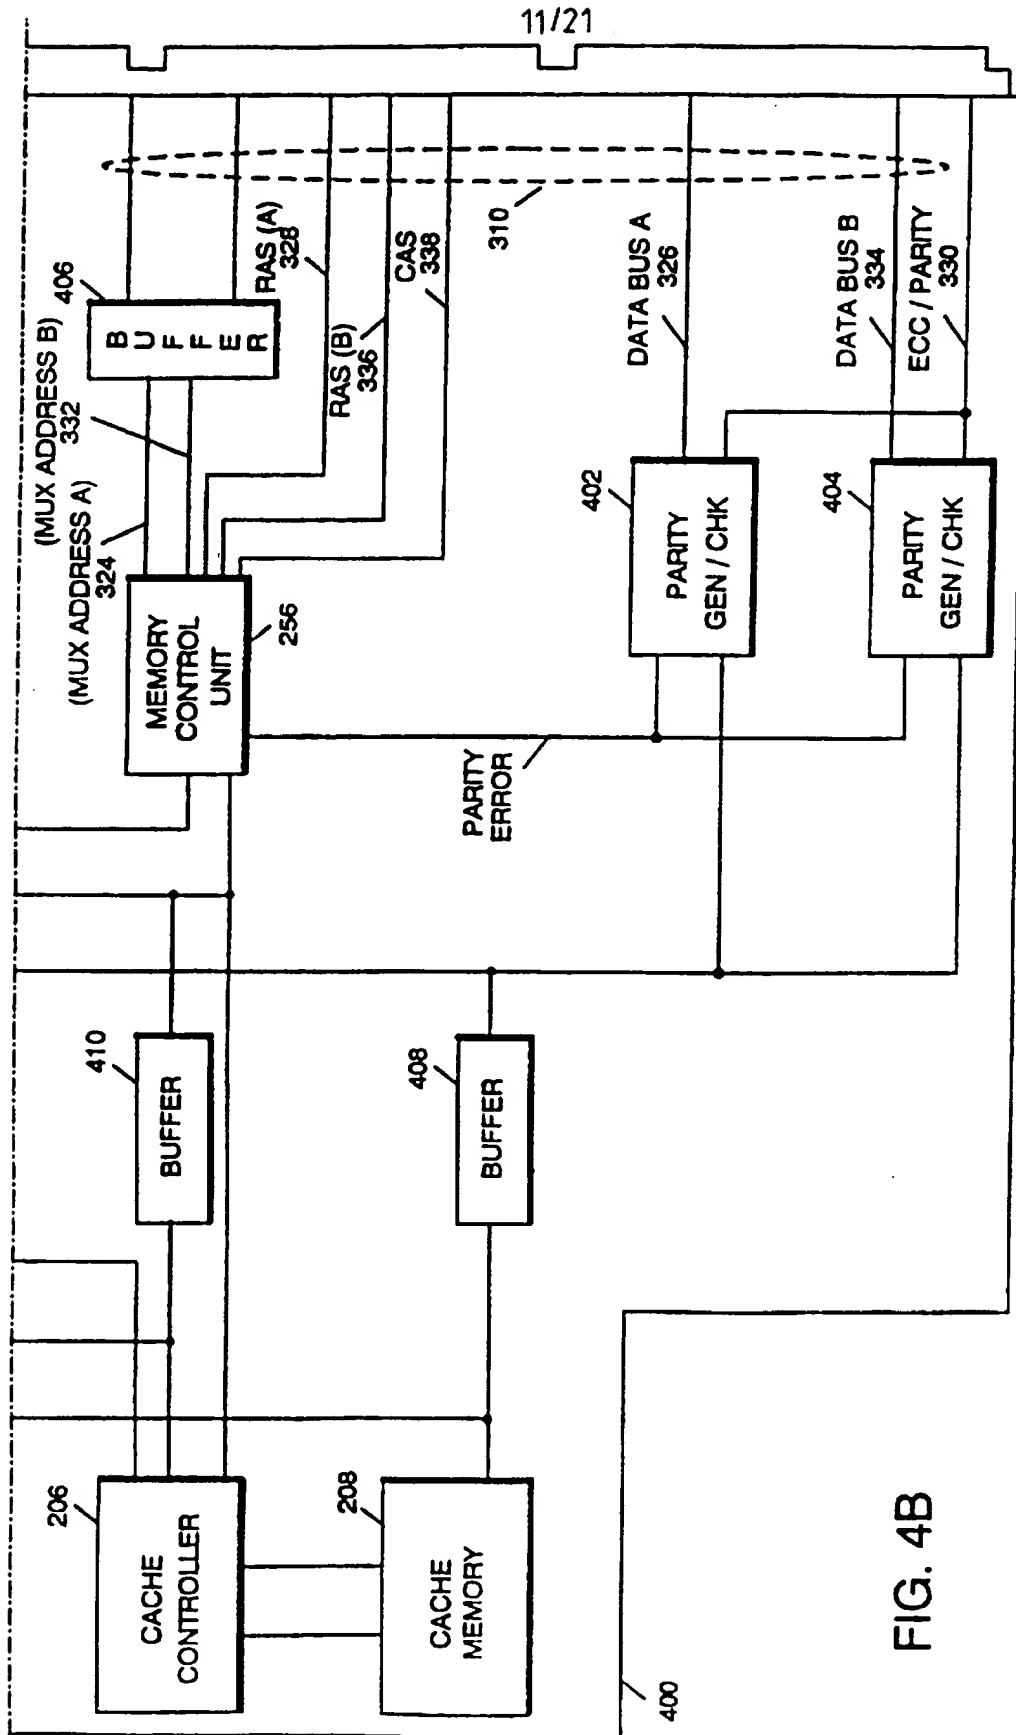 11/21
206
CACHE
CONTROLLER
208
CACHE
MEMORY
410
BUFFER
408
BUFFER
MEMORY
CONTROL
UNIT
256
PARITY
ERROR
(MUX ADDRESS A)
324
(MUX ADDRESS B)
332
406
BUFFER
RAS (A)
328
RAS (B)
336
CAS
338
310
402
PARITY
GEN / CHK
404
PARITY
GEN / CHK
DATA BUS A
326
DATA BUS B
334
ECC / PARITY
330
400
FIG. 4B